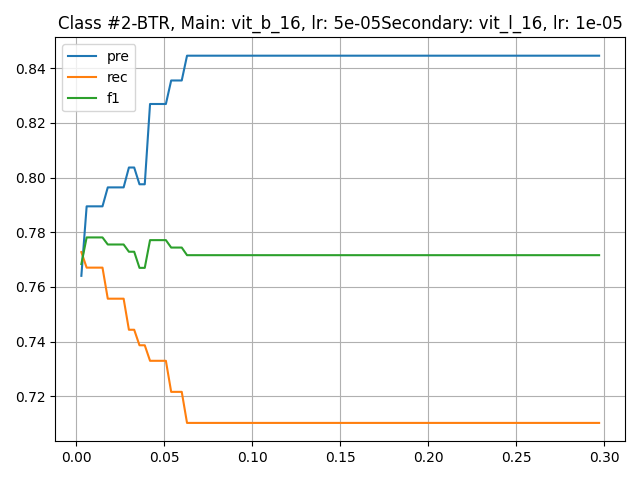 Class #2-BTR, Main: vit_b_16, lr: 5e-05Secondary: vit_l_16, lr: 1e-05
pre
rec
f1
0.84
0.82
0.80
0.78
0.76
0.74
0.72
0.00 0.05 0.10 0.15 0.20 0.25 0.30